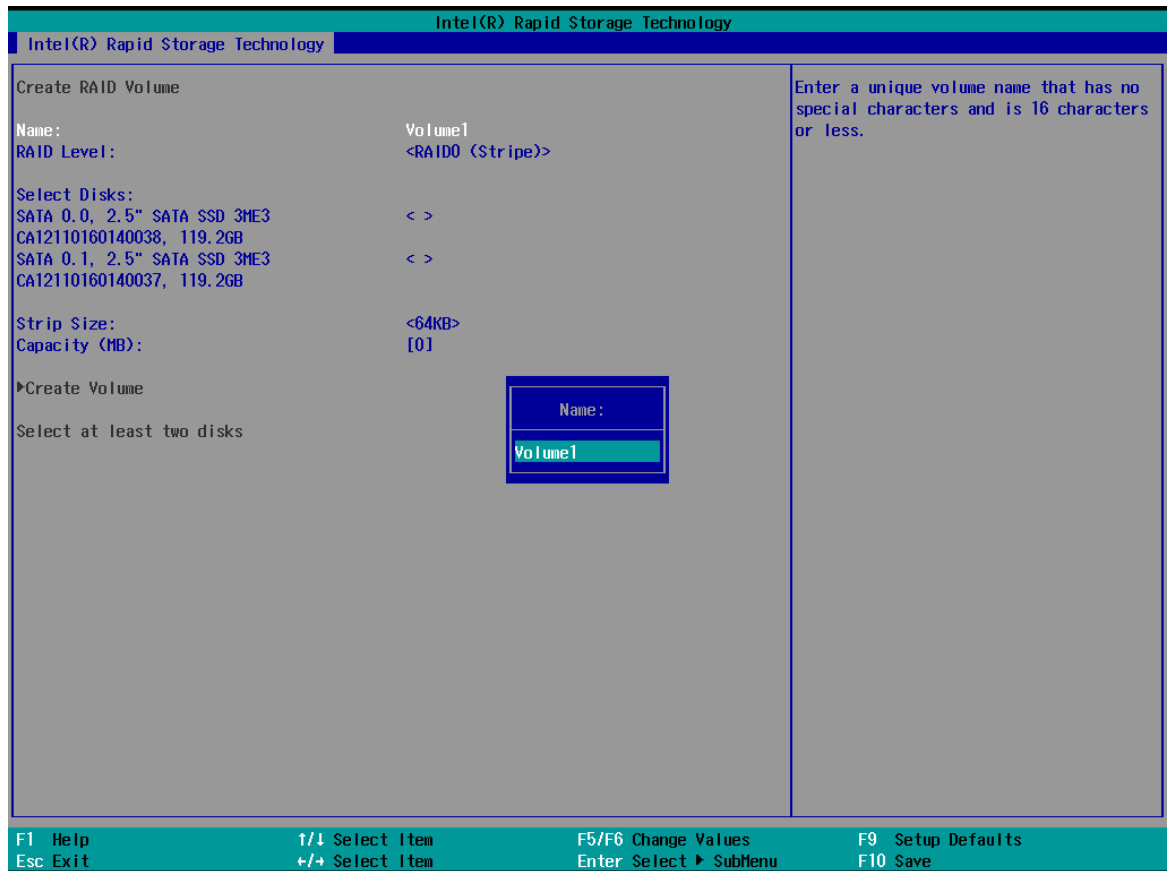 Intel(R) Rapid Storage Technology
Intel(R) Rapid Storage Technology
Create RAID Volume
Name: Volume1
RAID Level: <RAID0 (Stripe)>
Select Disks:
SATA 0.0, 2.5" SATA SSD 3ME3 < >
CA12110160140038, 119.2GB
SATA 0.1, 2.5" SATA SSD 3ME3 < >
CA12110160140037, 119.2GB
Strip Size: <64KB>
Capacity (MB): [0]
▶Create Volume
Select at least two disks
Name:
Volume1
Enter a unique volume name that has no
special characters and is 16 characters
or less.
F1 Help ↑/↓ Select Item F5/F6 Change Values F9 Setup Defaults
Esc Exit ←/→ Select Item Enter Select ▶ SubMenu F10 Save